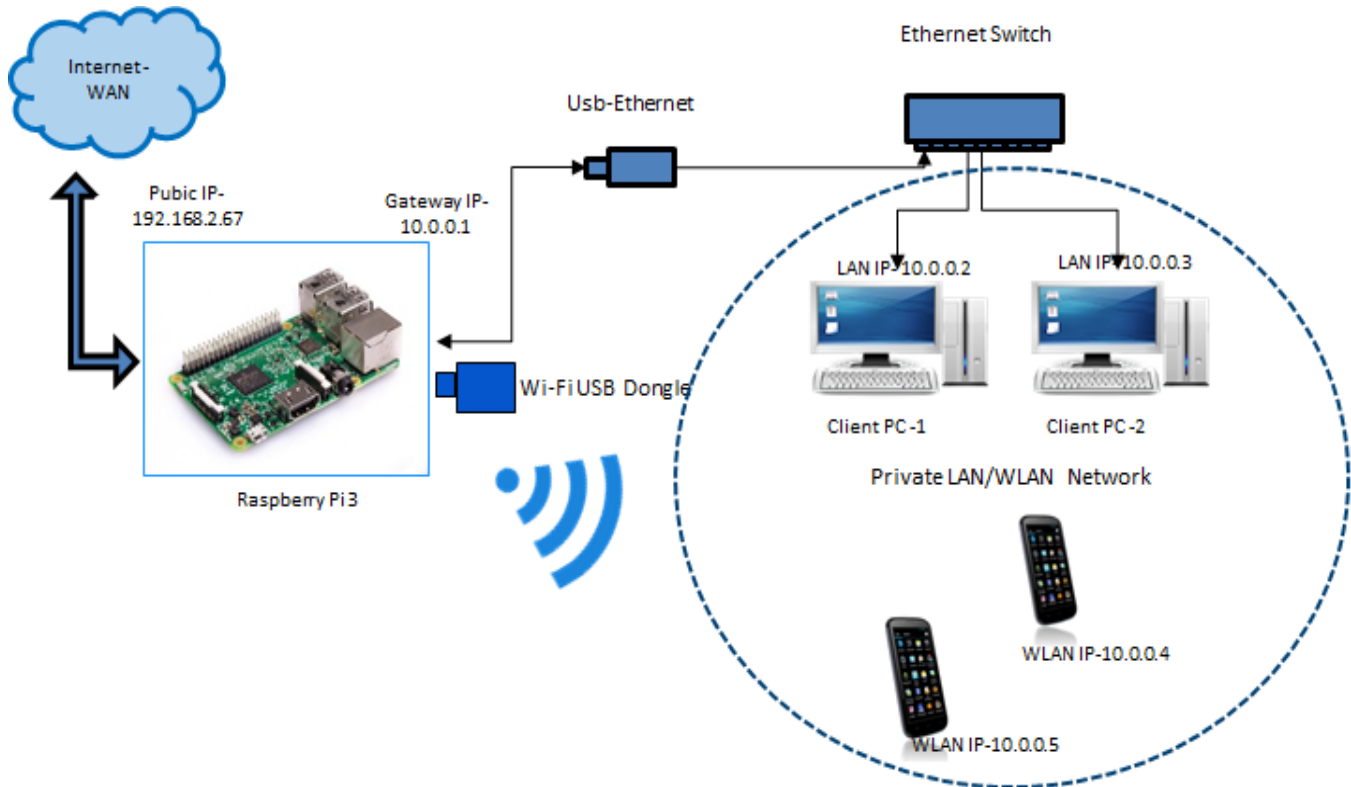 Internet-
WAN
Ethernet Switch
Usb-Ethernet
Pubic IP-
192.168.2.67
Gateway IP-
10.0.0.1
LAN IP-10.0.0.2
LAN IP-10.0.0.3
Wi-Fi USB Dongle
Client PC-1
Client PC-2
Private LAN/WLAN Network
Raspberry Pi 3
WLAN IP-10.0.0.4
WLAN IP-10.0.0.5